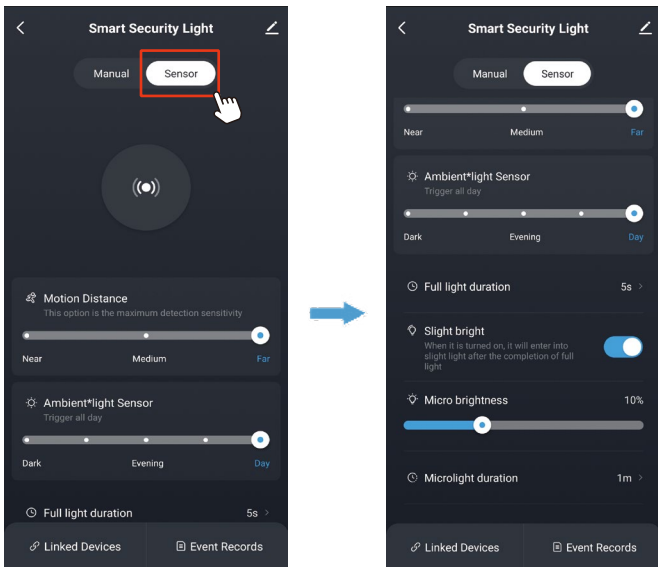 Smart Security Light
Manual
Sensor
Motion Distance
This option is the maximum detection sensitivity
Near
Medium
Far
Ambient*light Sensor
Trigger all day
Dark
Evening
Day
Full light duration
5s
Linked Devices
Event Records
Smart Security Light
Manual
Sensor
Near
Medium
Far
Ambient*light Sensor
Trigger all day
Dark
Evening
Day
Full light duration
5s
Slight bright
When it is turned on, it will enter into
slight light after the completion of full
light
Micro brightness
10%
Microlight duration
1m
Linked Devices
Event Records